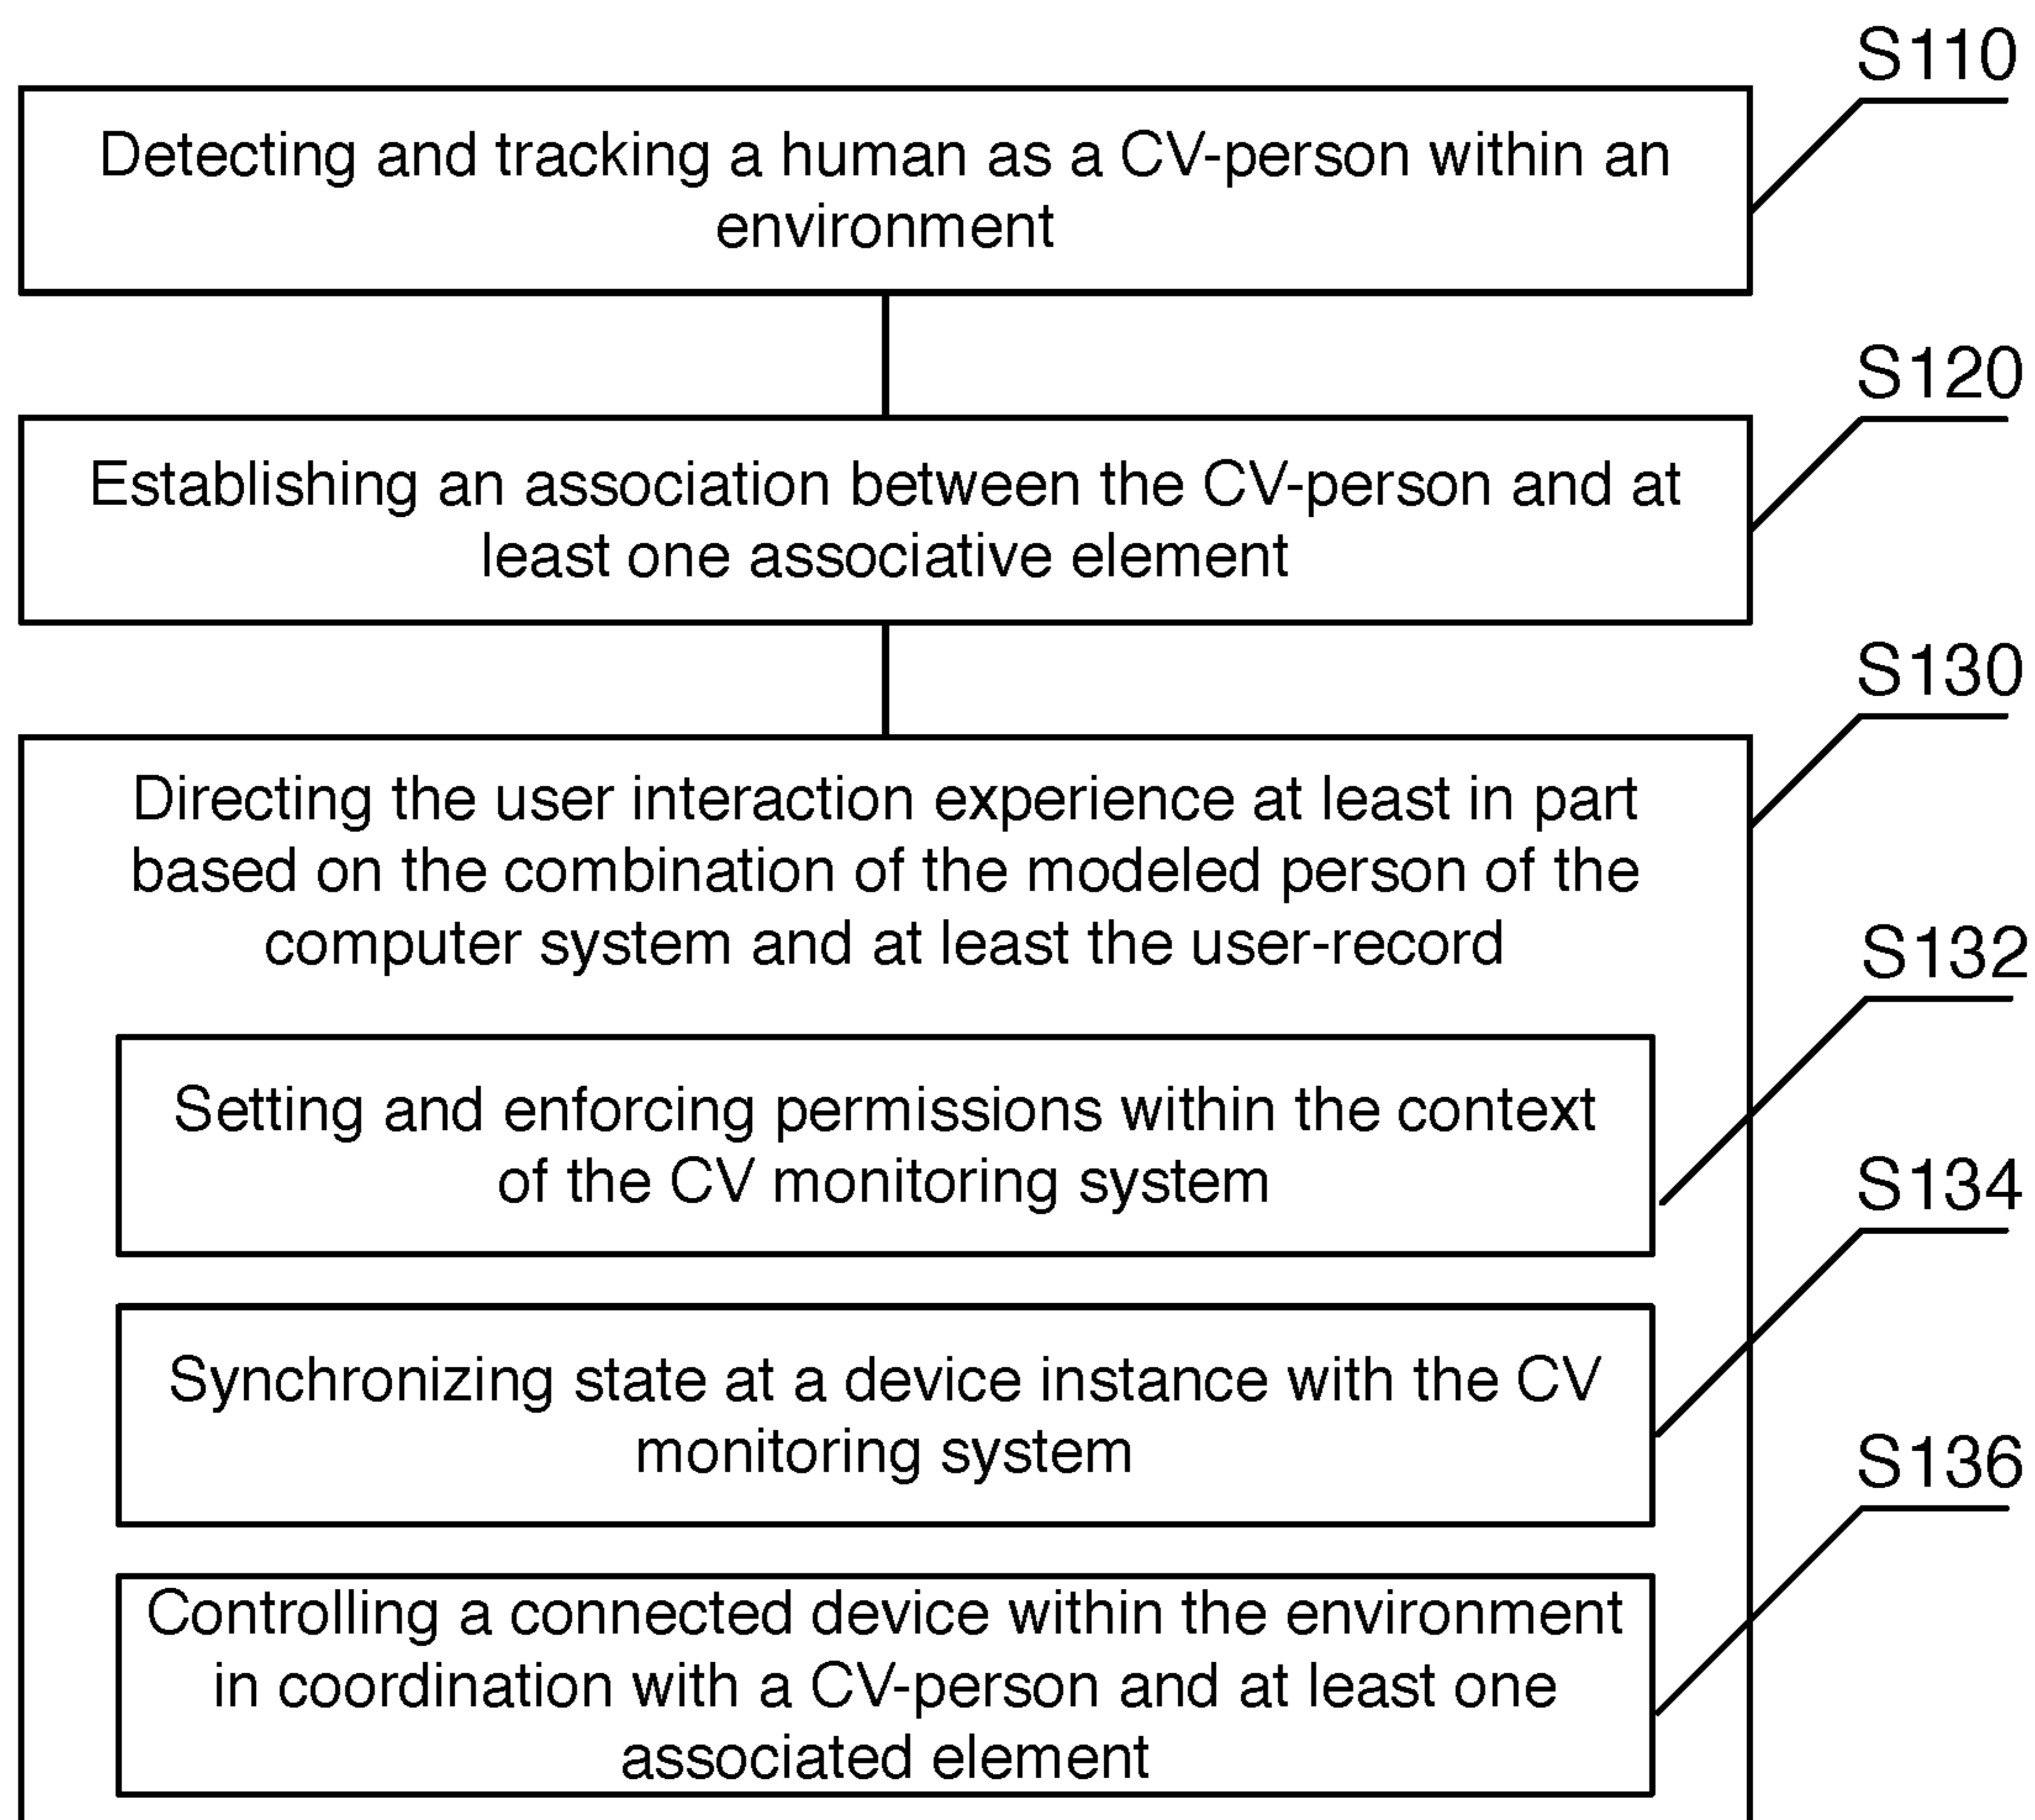 S110
Detecting and tracking a human as a CV-person within an
environment
S120
Establishing an association between the CV-person and at
least one associative element
S130
Directing the user interaction experience at least in part
based on the combination of the modeled person of the
computer system and at least the user-record
S132
Setting and enforcing permissions within the context
of the CV monitoring system
S134
Synchronizing state at a device instance with the CV
monitoring system
S136
Controlling a connected device within the environment
in coordination with a CV-person and at least one
associated element